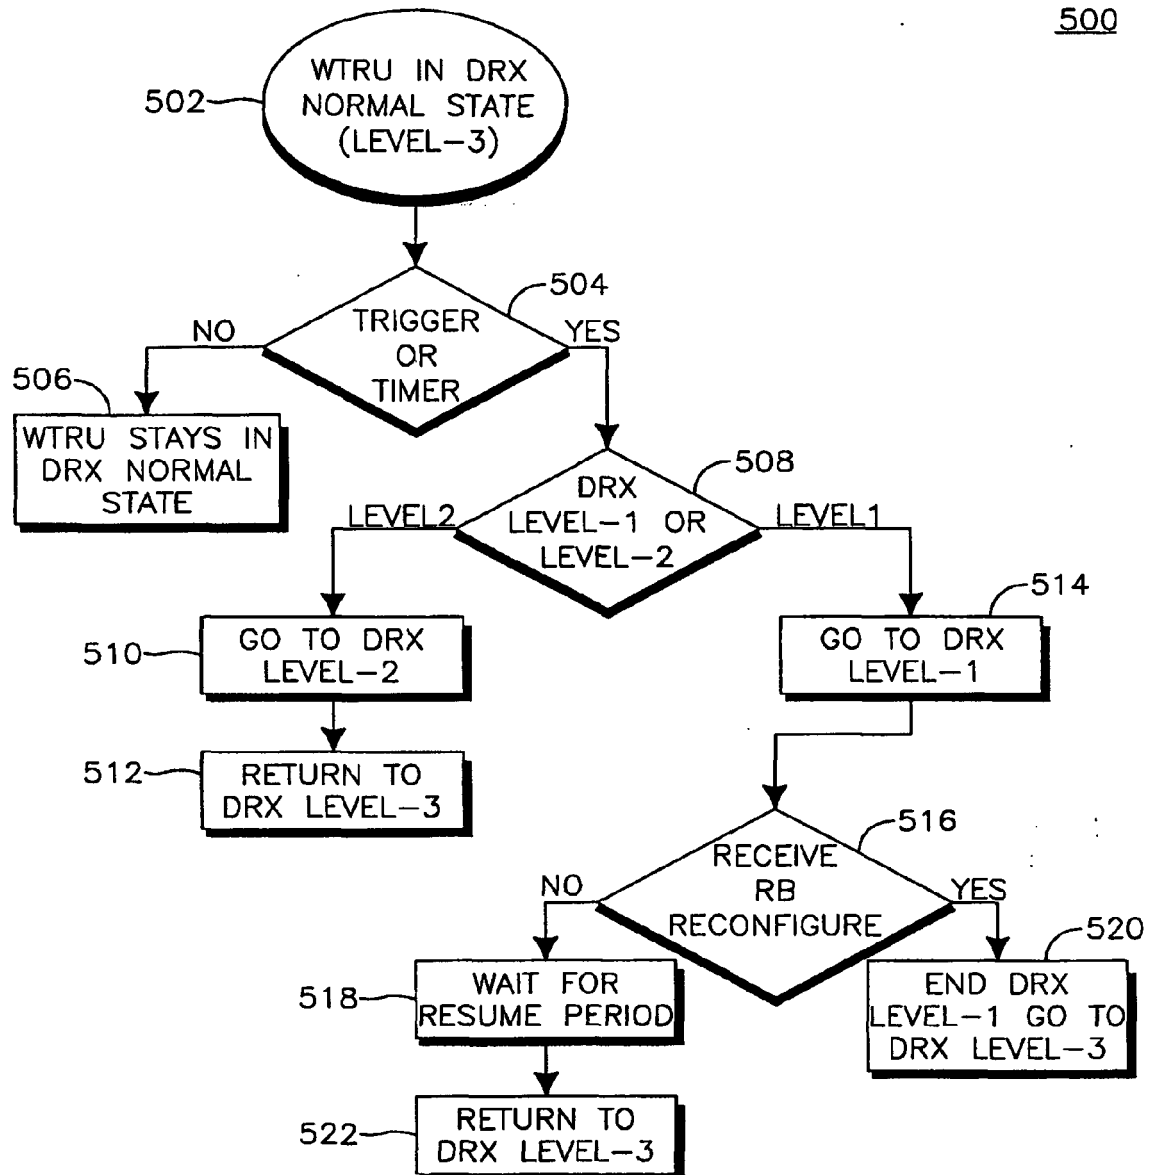 500
WTRU IN DRX
NORMAL STATE
(LEVEL-3)
502
504
TRIGGER
OR
TIMER
NO
YES
506
WTRU STAYS IN
DRX NORMAL
STATE
508
DRX
LEVEL-1 OR
LEVEL-2
LEVEL2
LEVEL1
510
GO TO DRX
LEVEL-2
514
GO TO DRX
LEVEL-1
512
RETURN TO
DRX LEVEL-3
516
RECEIVE
RB
RECONFIGURE
NO
YES
518
WAIT FOR
RESUME PERIOD
520
END DRX
LEVEL-1 GO TO
DRX LEVEL-3
522
RETURN TO
DRX LEVEL-3